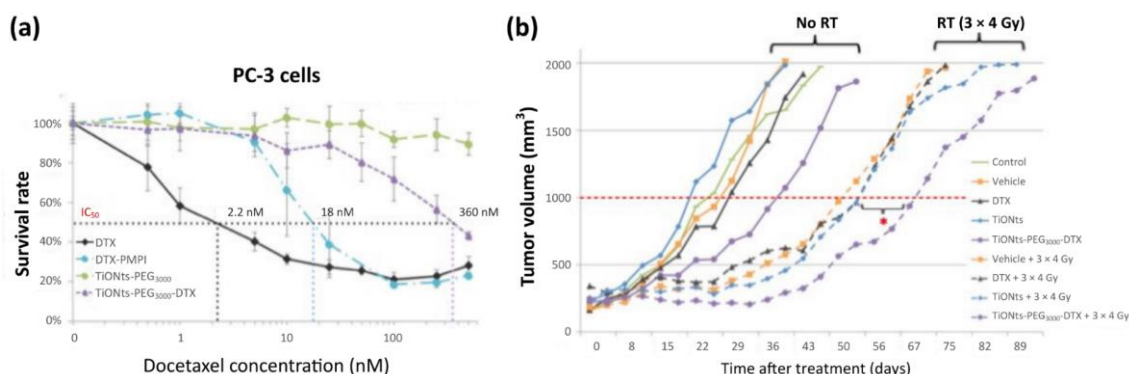 (a)
PC-3 cells
Survival rate
100%
80%
60%
40%
20%
0%
IC50
2.2 nM
18 nM
360 nM
DTX
DTX-PMPI
TiONts-PEG3000
TiONts-PEG3000-DTX
0
1
10
100
Docetaxel concentration (nM)
(b)
No RT
RT (3 × 4 Gy)
Tumor volume (mm³)
2000
1500
1000
500
0
*
Control
Vehicle
DTX
TiONts
TiONts-PEG3000-DTX
Vehicle + 3 × 4 Gy
DTX + 3 × 4 Gy
TiONts + 3 × 4 Gy
TiONts-PEG3000-DTX + 3 × 4 Gy
0 8 15 22 29 36 43 50 56 67 75 82 89
Time after treatment (days)